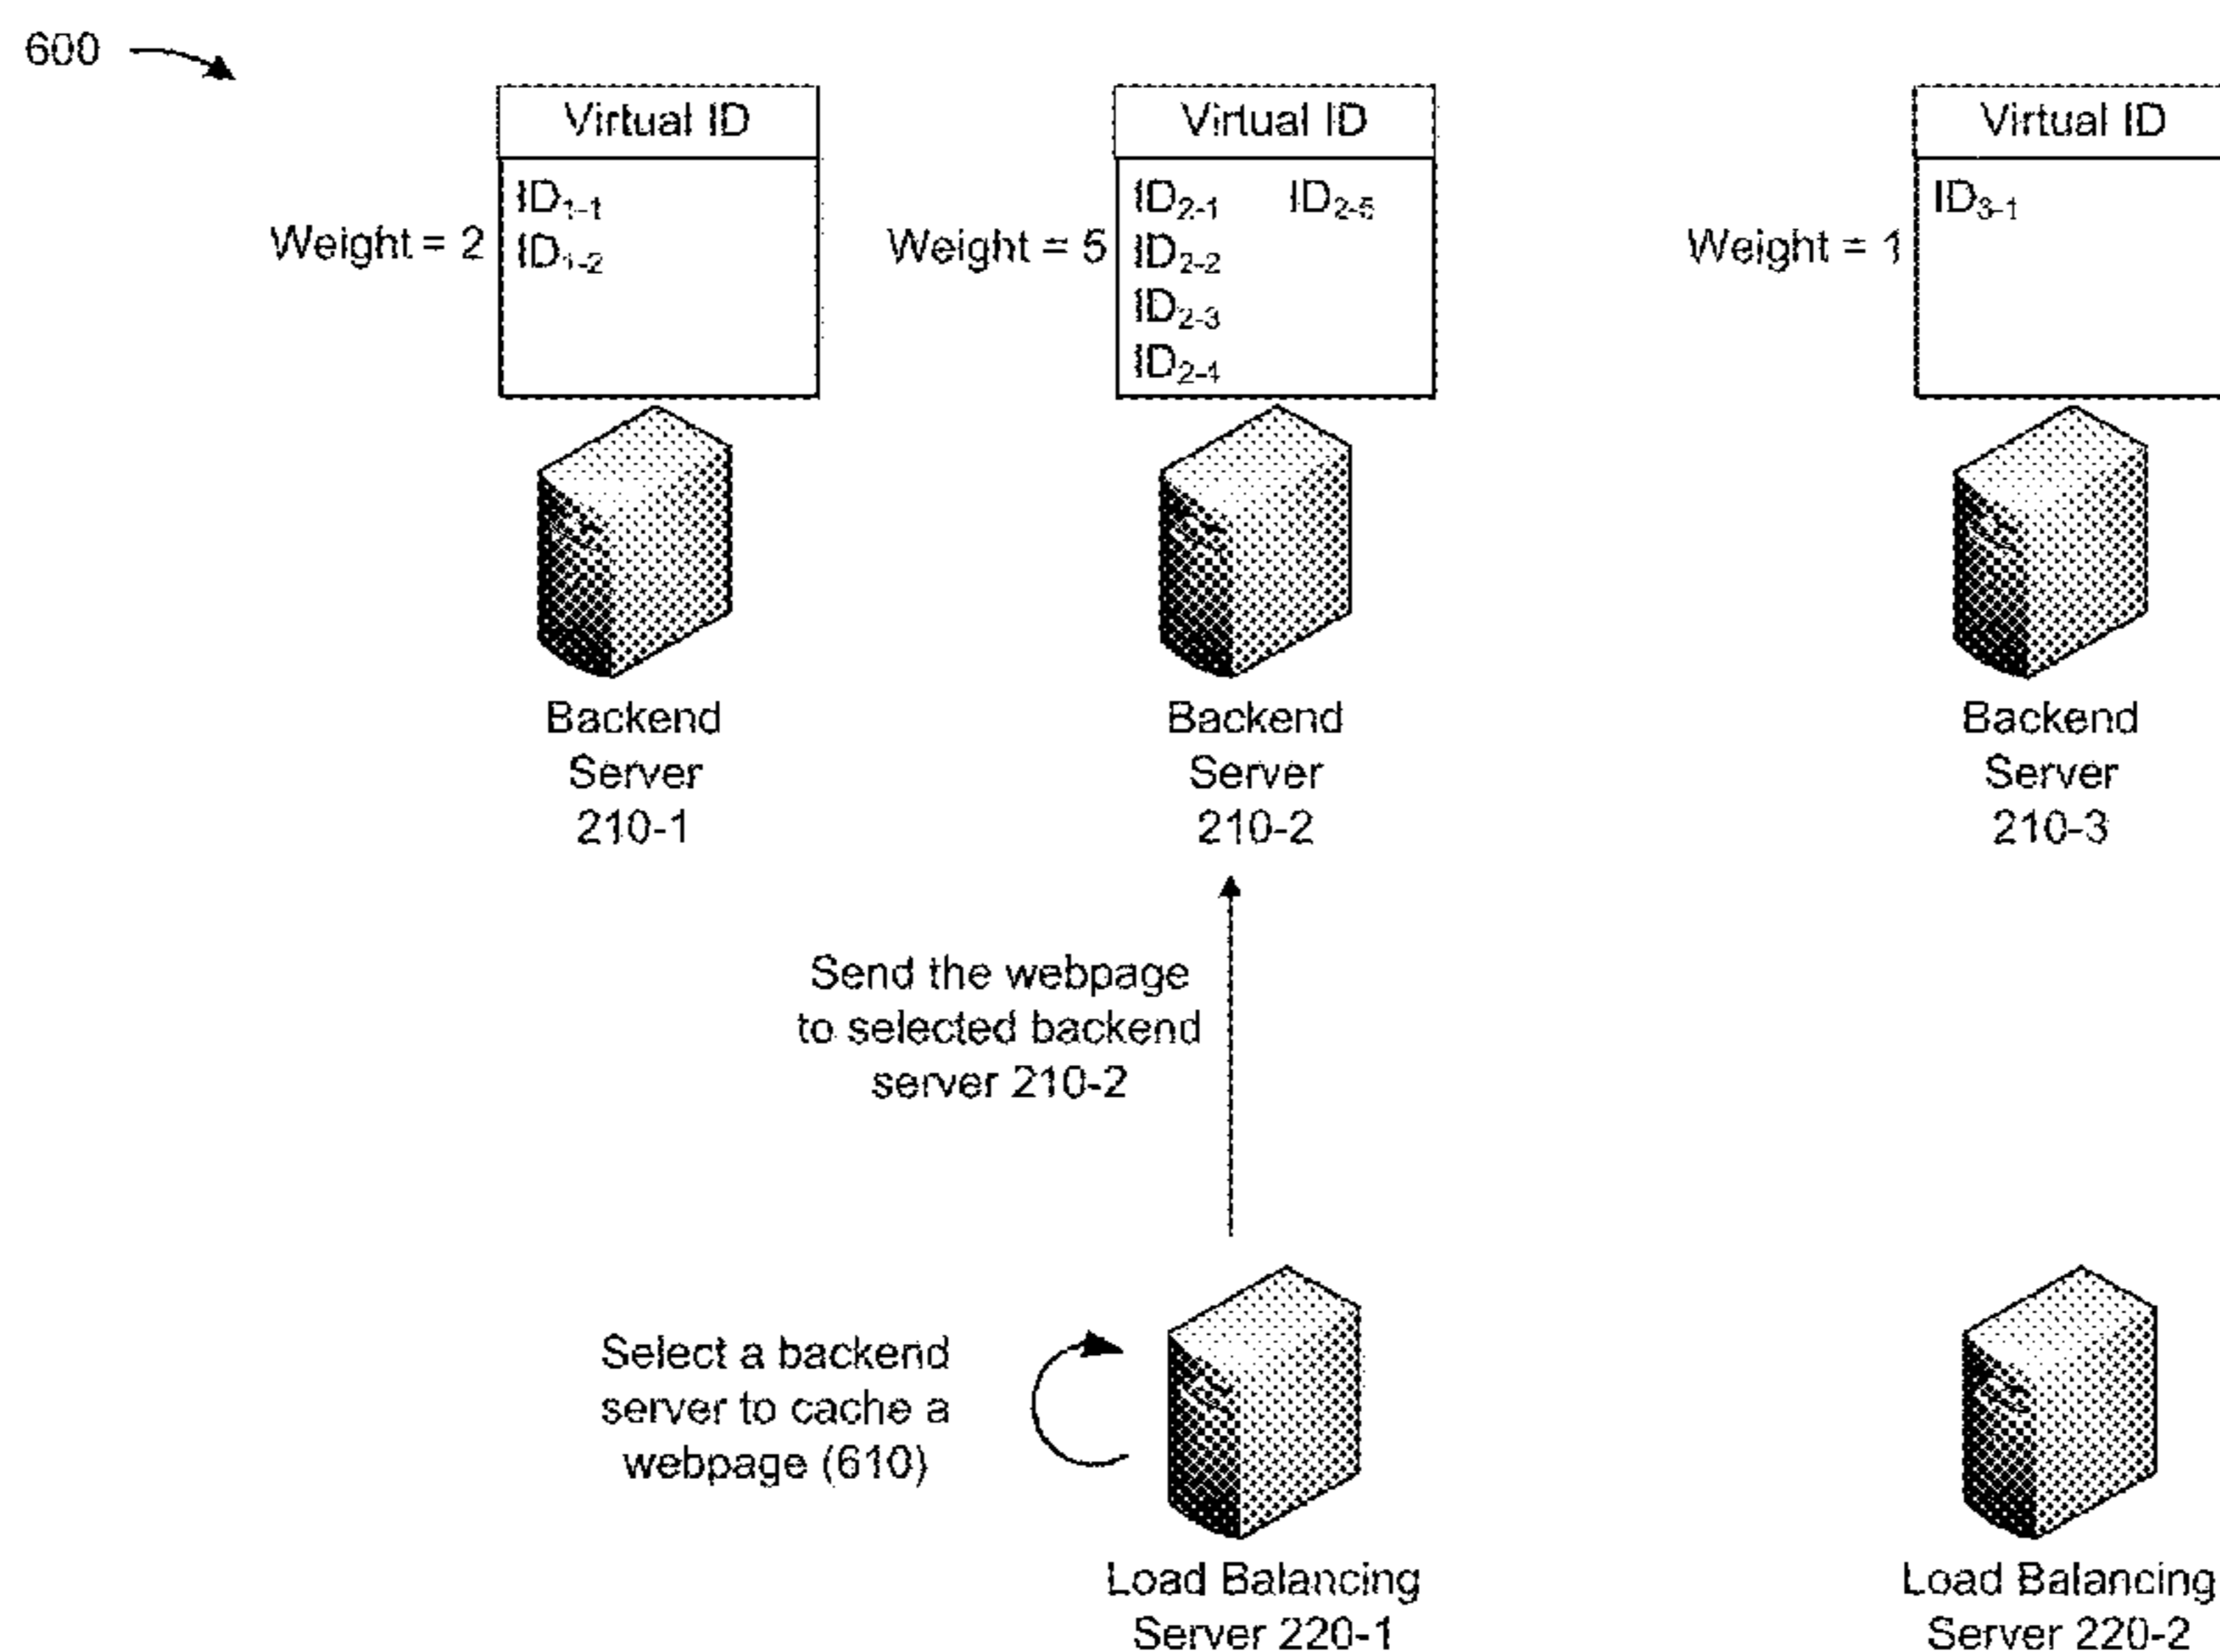 600
Virtual ID
Virtual ID
Virtual ID
Weight = 2
ID1-1
ID1-2
Weight = 5
ID2-1 ID2-5
ID2-2
ID2-3
ID2-4
Weight = 1
ID3-1
Backend
Server
210-1
Backend
Server
210-2
Backend
Server
210-3
Send the webpage
to selected backend
server 210-2
Select a backend
server to cache a
webpage (610)
Load Balancing
Server 220-1
Load Balancing
Server 220-2